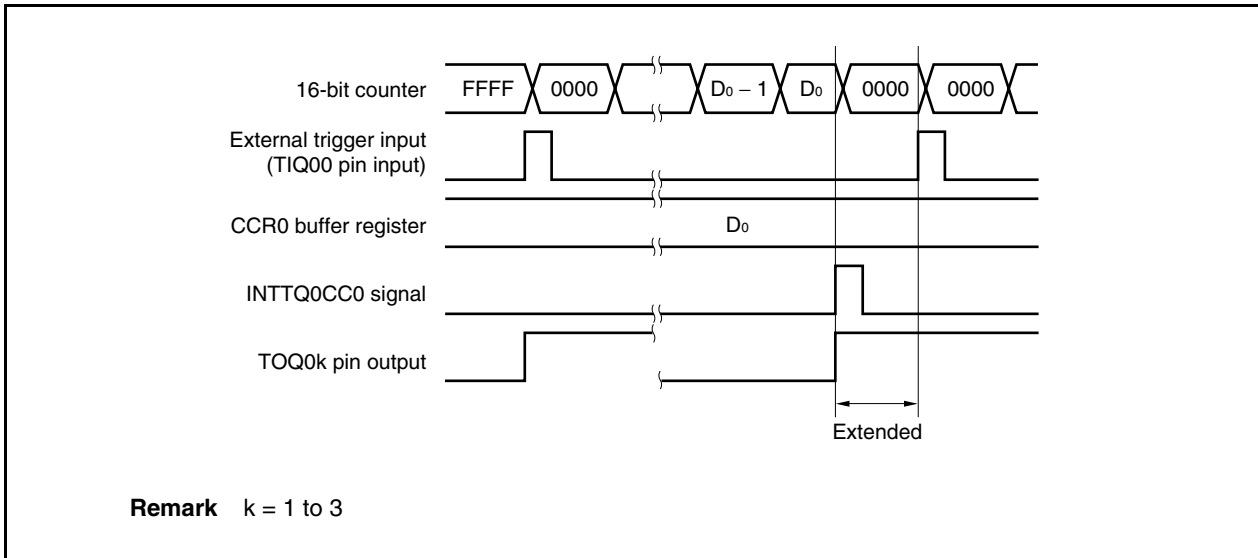 16-bit counter FFFF 0000 D0 − 1 D0 0000 0000
External trigger input
(TIQ00 pin input)
CCR0 buffer register D0
INTTQ0CC0 signal
TOQ0k pin output
Extended
Remark k = 1 to 3